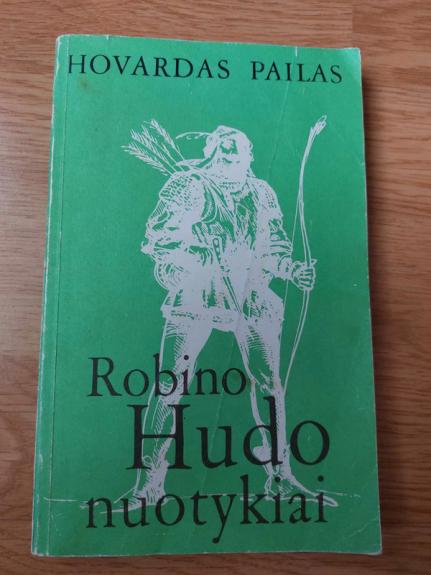 HOVARDAS PAILAS
Robino
Hudo
nuotykiai